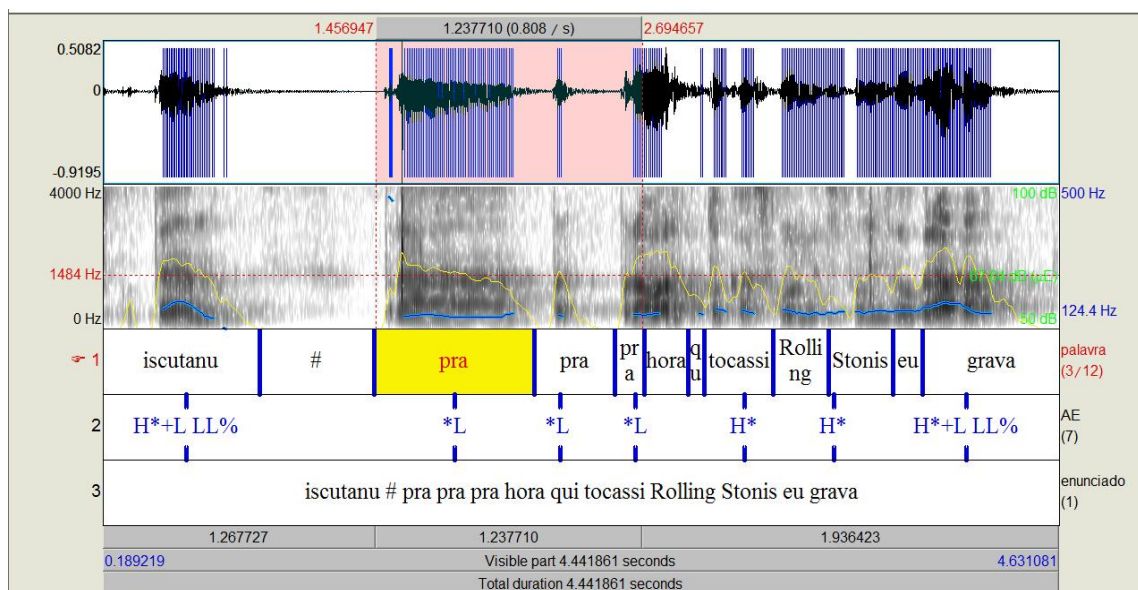 1.456947 1.237710 (0.808 / s) 2.694657
0.5082
0
-0.9195
4000 Hz 100 dB 500 Hz
1484 Hz
0 Hz 50 dB 124.4 Hz
1 iscutanu # pra pra pra hora qu tocassi Rolling Stonis eu grava palavra (3/12)
2 H*+L LL% *L *L *L H* H* H*+L LL% AE (7)
3 iscutanu # pra pra pra hora qui tocassi Rolling Stonis eu grava enunciado (1)
1.267727 1.237710 1.936423
0.189219 Visible part 4.441861 seconds 4.631081
Total duration 4.441861 seconds